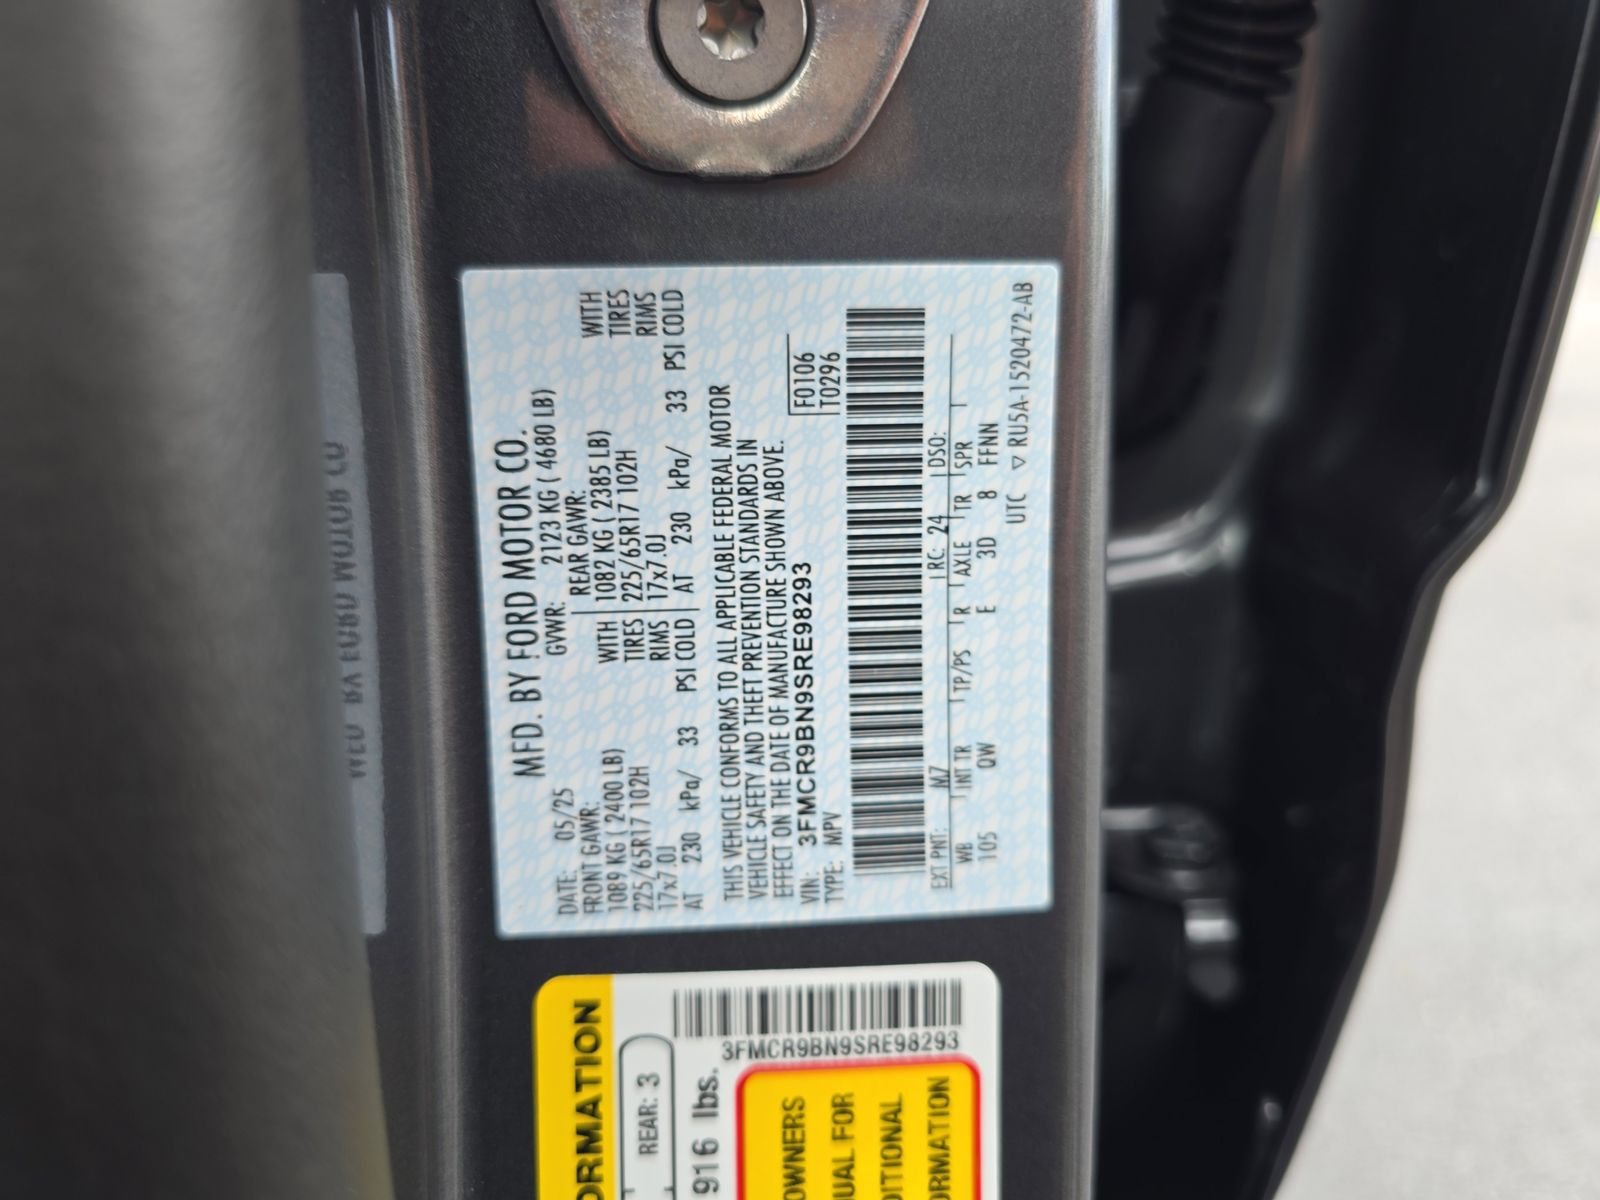 MFD. BY FORD MOTOR CO.
DATE: 05/25 GVWR: 2123 KG ( 4680 LB)
FRONT GAWR: REAR GAWR:
1089 KG ( 2400 LB) WITH 1082 KG ( 2385 LB) WITH
225/65R17 102H TIRES 225/65R17 102H TIRES
17x7.0J RIMS 17x7.0J RIMS
AT 230 kPa/ 33 PSI COLD AT 230 kPa/ 33 PSI COLD
THIS VEHICLE CONFORMS TO ALL APPLICABLE FEDERAL MOTOR
VEHICLE SAFETY AND THEFT PREVENTION STANDARDS IN
EFFECT ON THE DATE OF MANUFACTURE SHOWN ABOVE.
VIN: 3FMCR9BN9SRE98293 F0106
TYPE: MPV T0296
EXT PNT: M7 RC: 24 DSO:
WB INT TR TP/PS R AXLE TR SPR
105 QW E 3D 8 FFNN
UTC ▽ RU5A-1520472-AB
ORMATION
REAR: 3
916 lbs.
3FMCR9BN9SRE98293
OWNERS
UAL FOR
DITIONAL
ORMATION